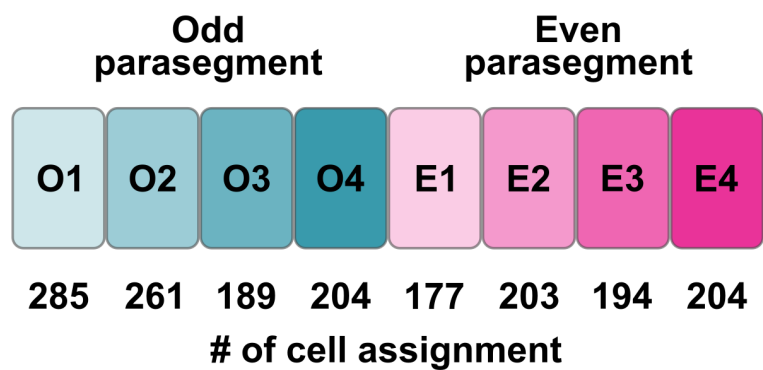 Odd parasegment
Even parasegment
O1 O2 O3 O4 E1 E2 E3 E4
285 261 189 204 177 203 194 204
# of cell assignment